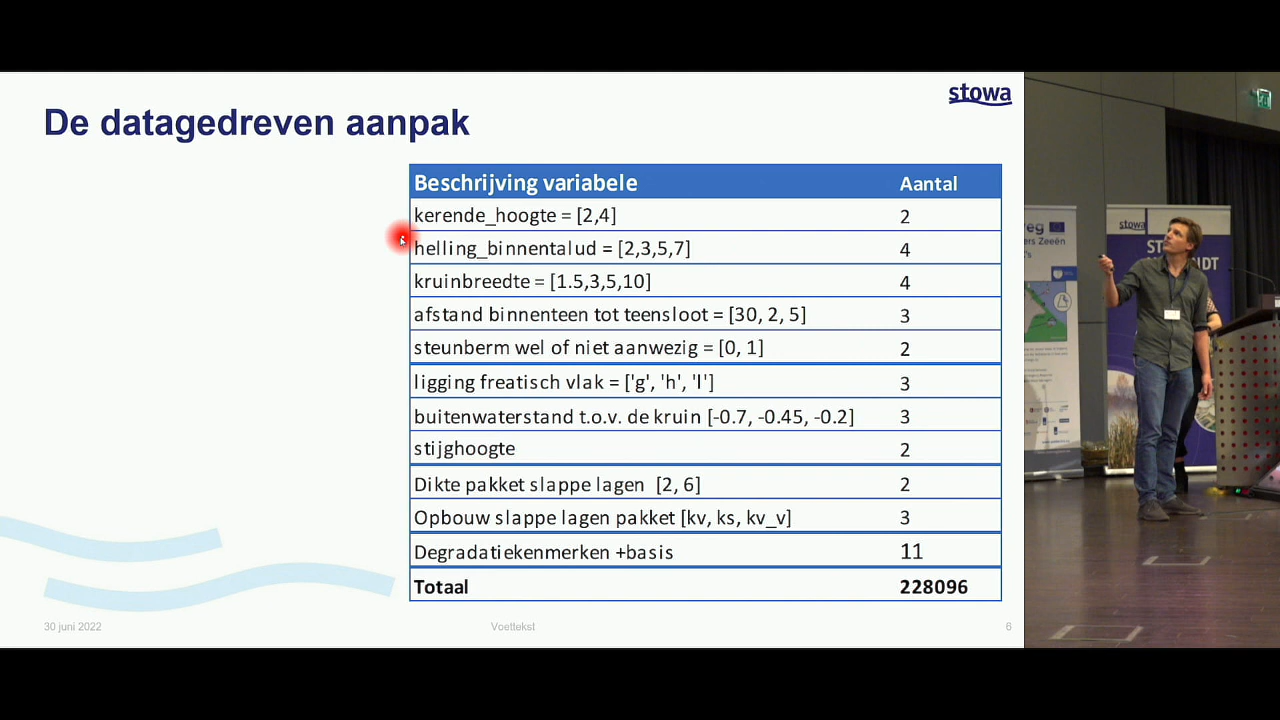 stowa
De datagedreven aanpak
Beschrijving variabele Aantal
kerende_hoogte = [2,4] 2
helling_binnentalud = [2,3,5,7] 4
kruinbreedte = [1.5,3,5,10] 4
afstand binnenteen tot teensloot = [30, 2, 5] 3
steunberm wel of niet aanwezig = [0, 1] 2
ligging freatisch vlak = ['g', 'h', 'l'] 3
buitenwaterstand t.o.v. de kruin [-0.7, -0.45, -0.2] 3
stijghoogte 2
Dikte pakket slappe lagen [2, 6] 2
Opbouw slappe lagen pakket [kv, ks, kv_v] 3
Degradatiekenmerken +basis 11
Totaal 228096
30 juni 2022 Voettekst 6
stowa